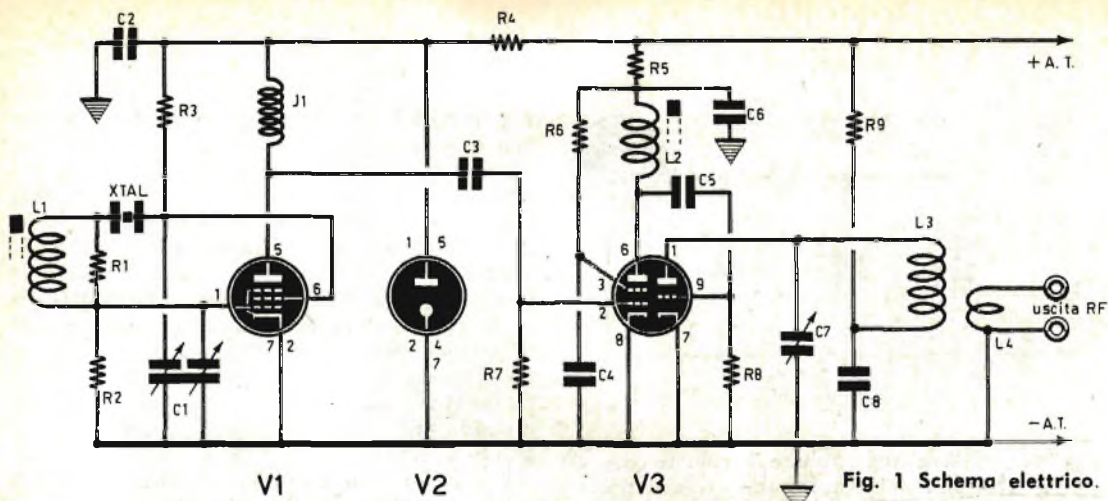 C2
R4
+ A. T.
R3
J1
R5
R6
C6
R9
L2
C3
XTAL
C5
L3
L1
R1
5
1 5
6 1
1
6
3
9
2
uscita RF
7 2
2 4
7
8
7
C7
L4
R2
C1
R7
C4
R8
C8
– A.T.
V1 V2 V3
Fig. 1 Schema elettrico.